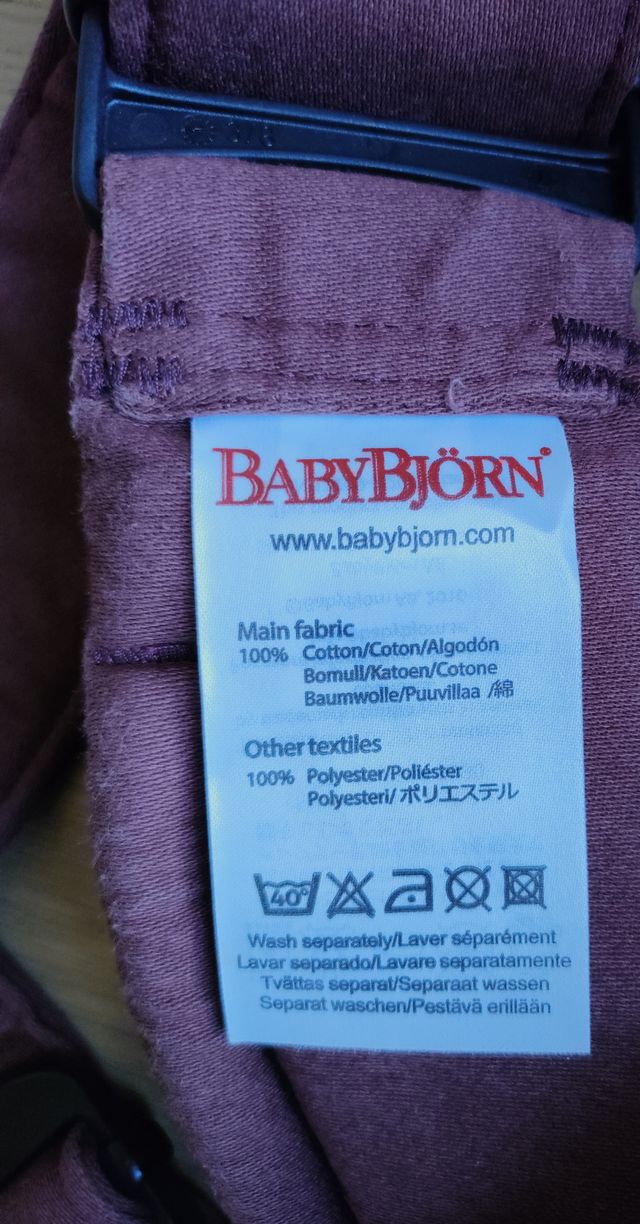 BABYBJÖRN®
www.babybjorn.com
Main fabric
100% Cotton/Coton/Algodón
Bomull/Katoen/Cotone
Baumwolle/Puuvillaa /綿
Other textiles
100% Polyester/Poliéster
Polyesteri/ポリエステル
40°
Wash separately/Laver séparément
Lavar separado/Lavare separatamente
Tvättas separat/Separaat wassen
Separat waschen/Pestävä erillään